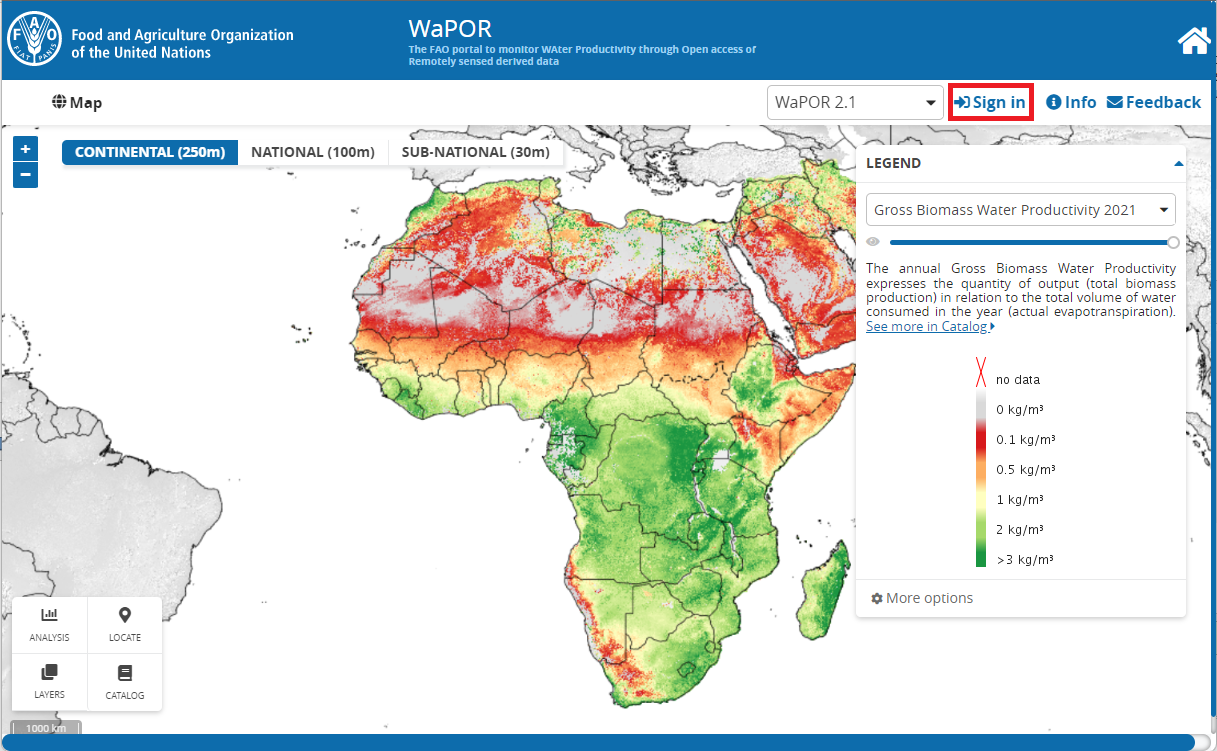 Food and Agriculture Organization
of the United Nations
WaPOR
The FAO portal to monitor WAter Productivity through Open access of
Remotely sensed derived data
Map
WaPOR 2.1
Sign in
Info
Feedback
+
−
CONTINENTAL (250m)
NATIONAL (100m)
SUB-NATIONAL (30m)
LEGEND
Gross Biomass Water Productivity 2021
The annual Gross Biomass Water Productivity
expresses the quantity of output (total biomass
production) in relation to the total volume of water
consumed in the year (actual evapotranspiration).
See more in Catalog
no data
0 kg/m³
0.1 kg/m³
0.5 kg/m³
1 kg/m³
2 kg/m³
>3 kg/m³
More options
ANALYSIS
LOCATE
LAYERS
CATALOG
1000 km
F A O
FIAT PANIS